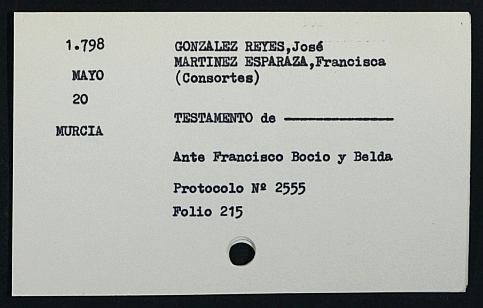 1.798
MAYO
20
MURCIA
GONZALEZ REYES,José
MARTINEZ ESPARAZA,Francisca
(Consortes)
TESTAMENTO de ——————
Ante Francisco Bocio y Belda
Protocolo Nº 2555
Folio 215